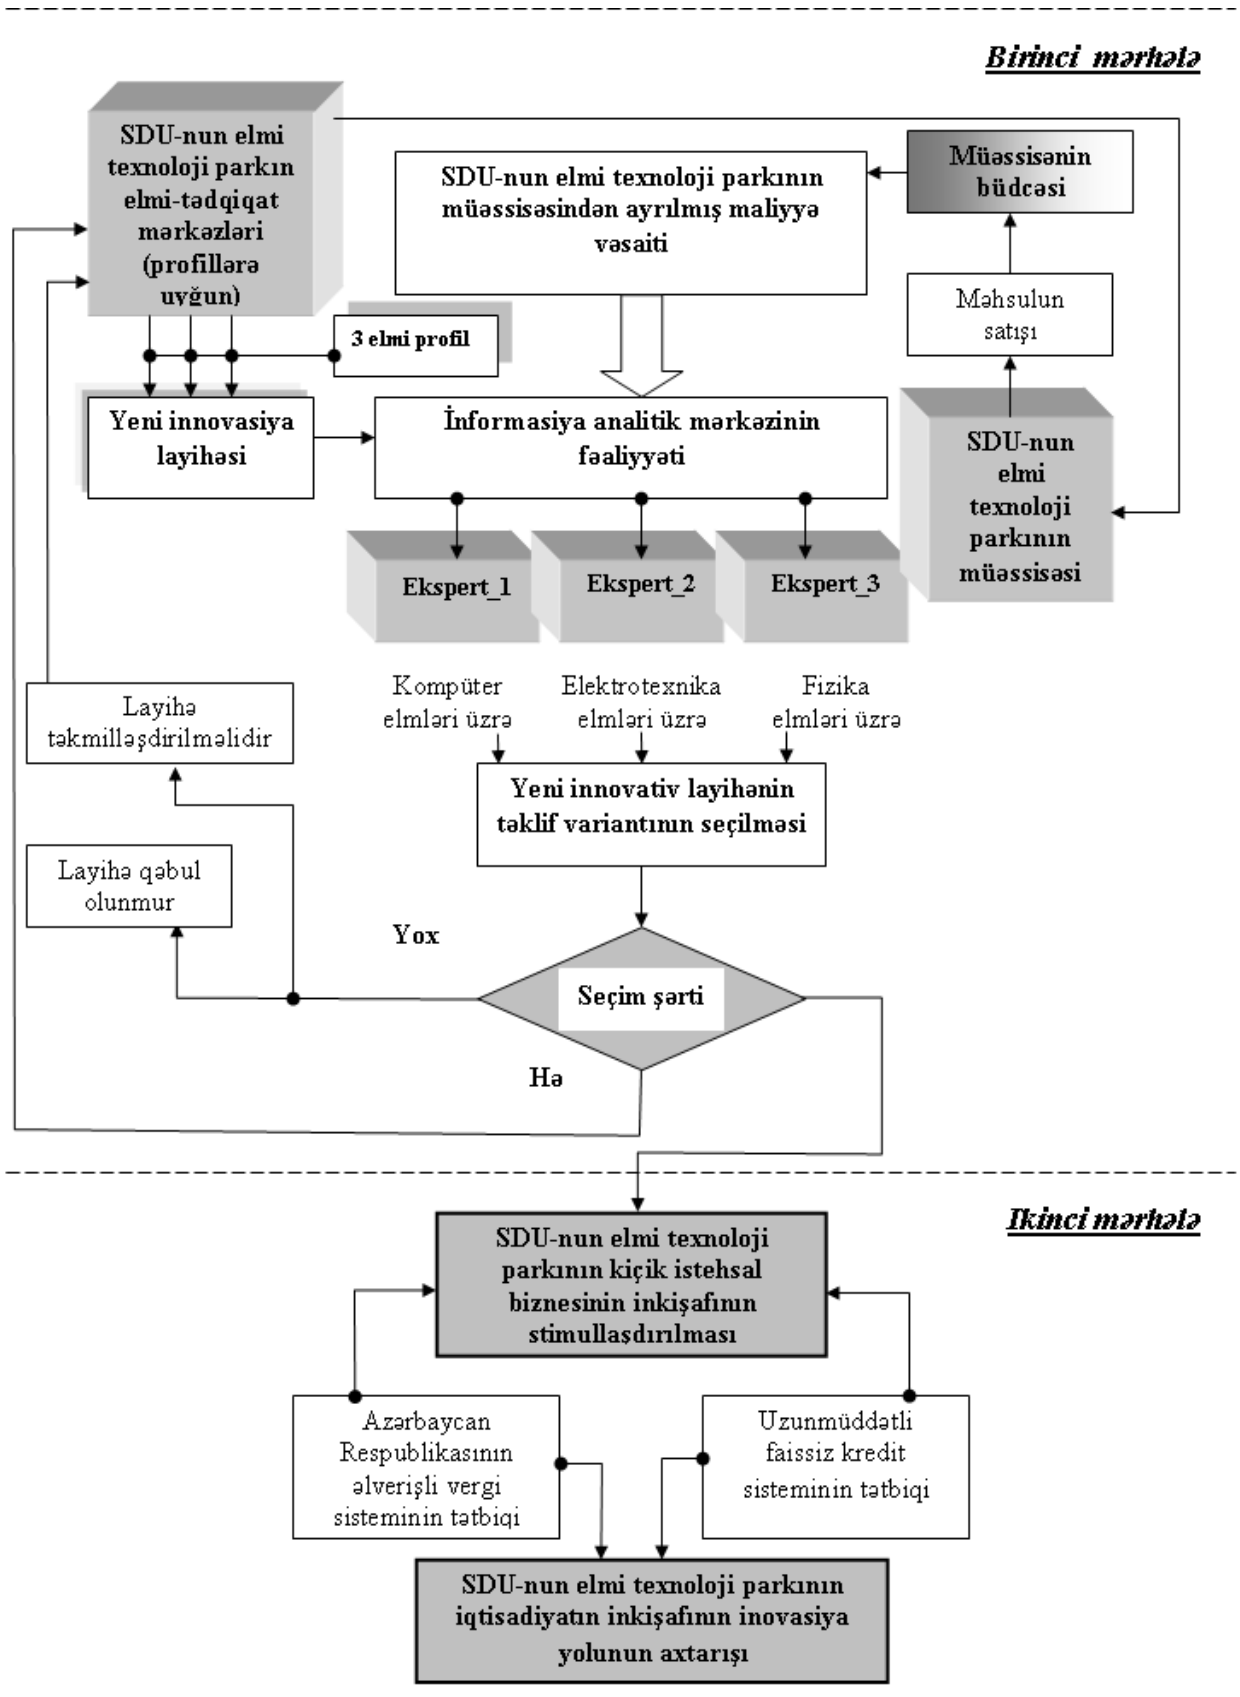 Birinci mərhələ
SDU-nun elmi
texnoloji parkın
elmi-tədqiqat
mərkəzləri
(profillərə
uyğun)
SDU-nun elmi texnoloji parkının
müəssisəsindən ayrılmış maliyyə
vəsaiti
Müəssisənin
büdcəsi
Məhsulun
satışı
3 elmi profil
Yeni innovasiya
layihəsi
İnformasiya analitik mərkəzinin
fəaliyyəti
SDU-nun
elmi
texnoloji
parkının
müəssisəsi
Ekspert_1
Ekspert_2
Ekspert_3
Kompüter
elmləri üzrə
Elektrotexnika
elmləri üzrə
Fizika
elmləri üzrə
Layihə
təkmilləşdirilməlidir
Yeni innovativ layihənin
təklif variantının seçilməsi
Layihə qəbul
olunmur
Yox
Seçim şərti
Hə
Ikinci mərhələ
SDU-nun elmi texnoloji
parkının kiçik istehsal
biznesinin inkişafının
stimullaşdırılması
Azərbaycan
Respublikasının
əlverişli vergi
sisteminin tətbiqi
Uzunmüddətli
faissiz kredit
sisteminin tətbiqi
SDU-nun elmi texnoloji parkının
iqtisadiyatın inkişafının inovasiya
yolunun axtarışı